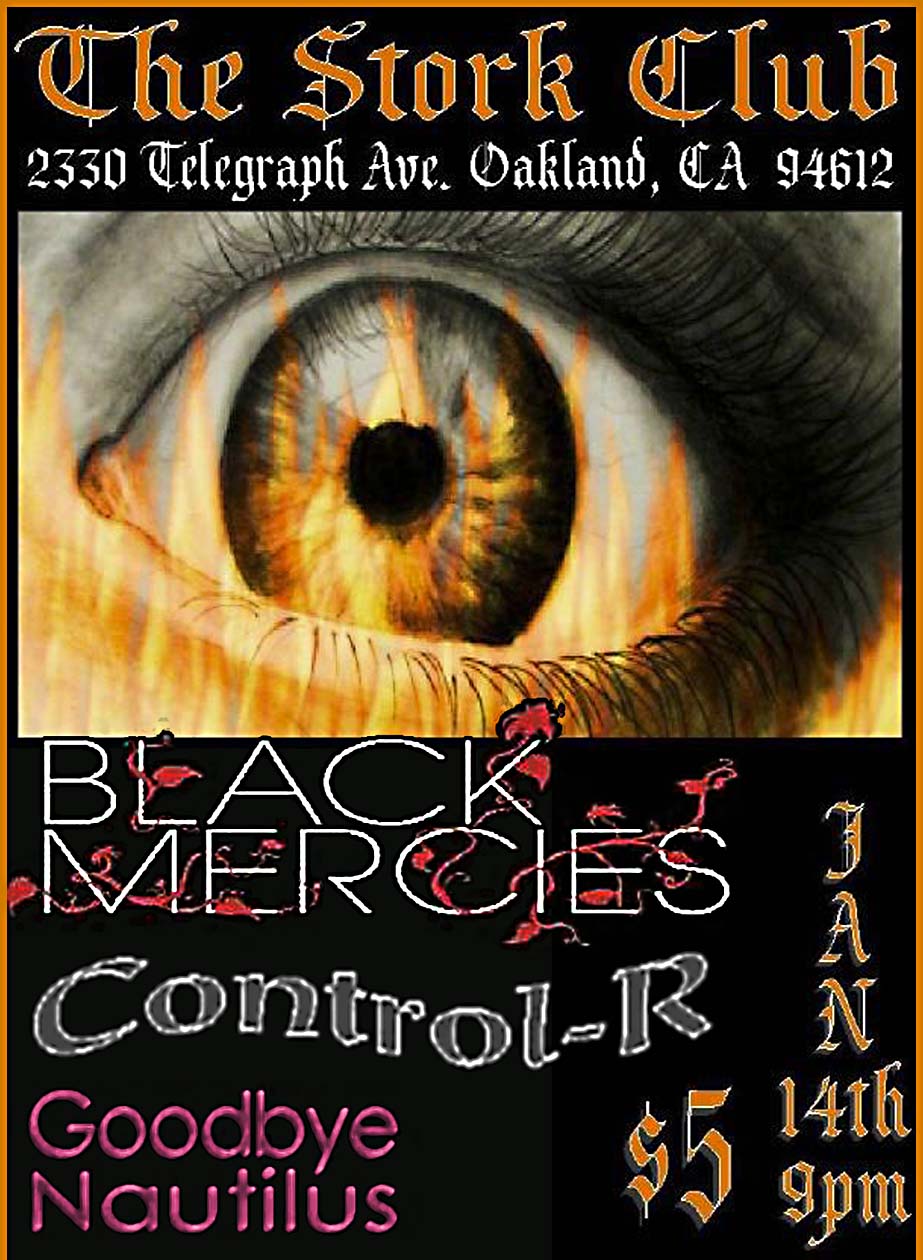 The Stork Club
2330 Telegraph Ave. Oakland, CA 94612
BLACK
MERCIES
Control-R
Goodbye
Nautilus
$5
JAN
14th
9pm